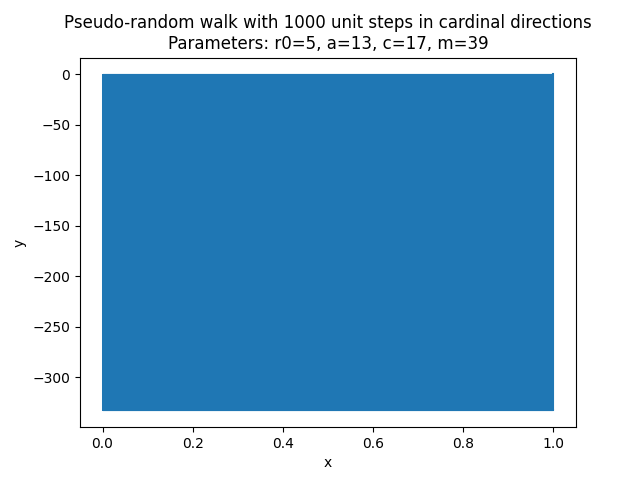 Pseudo-random walk with 1000 unit steps in cardinal directions
Parameters: r0=5, a=13, c=17, m=39
0
−50
−100
−150
−200
−250
−300
y
0.0 0.2 0.4 0.6 0.8 1.0
x